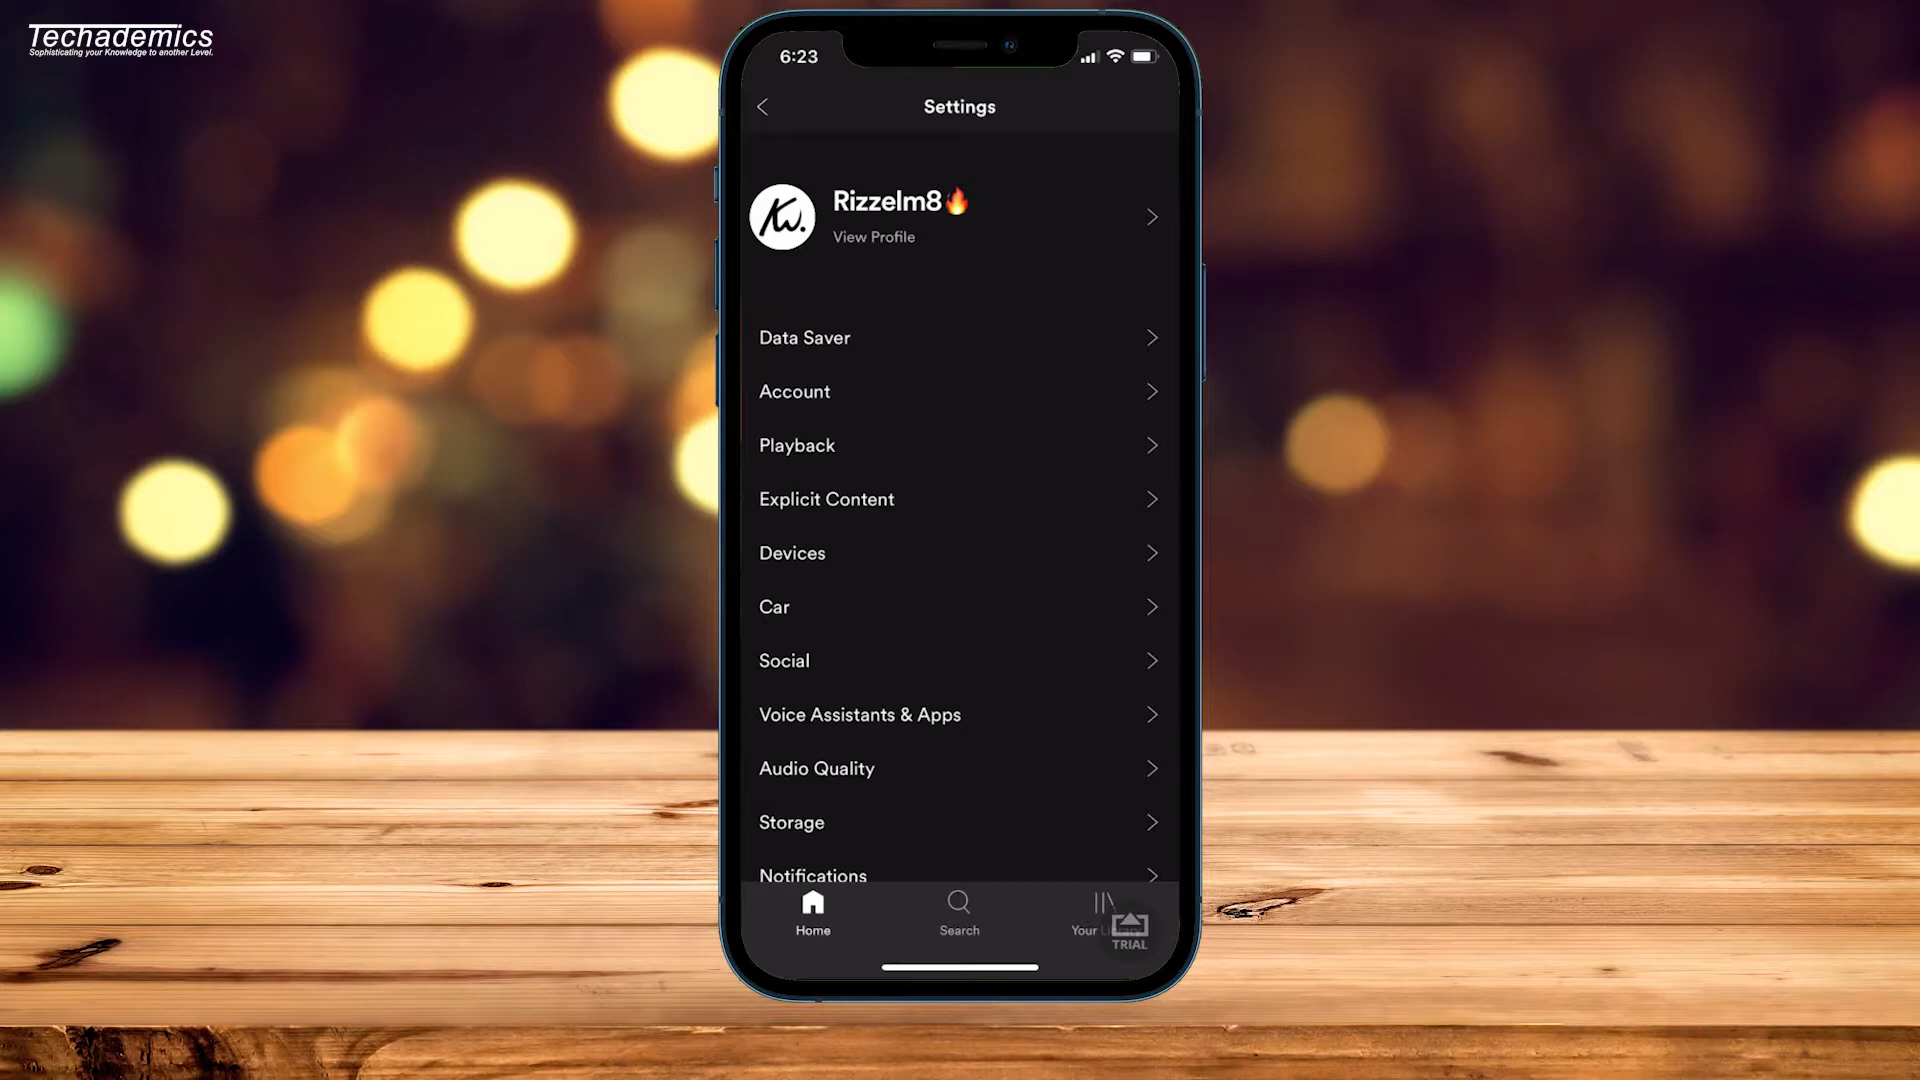 Techademics
Sophisticating your Knowledge to another Level.
6:23
Settings
Rizzelm8🔥
View Profile
Data Saver
Account
Playback
Explicit Content
Devices
Car
Social
Voice Assistants & Apps
Audio Quality
Storage
Notifications
Home
Search
Your
TRIAL